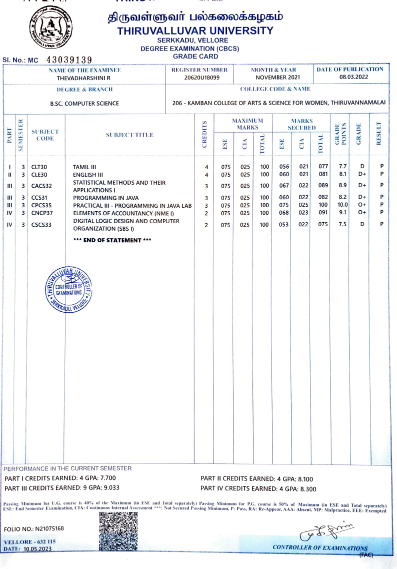 திருவள்ளுவர் பல்கலைக்கழகம்
THIRUVALLUVAR UNIVERSITY
SERKKADU, VELLORE
DEGREE EXAMINATION (CBCS)
GRADE CARD
Sl. No.: MC 43039139
NAME OF THE EXAMINEE REGISTER NUMBER MONTH & YEAR DATE OF PUBLICATION
THEIVADHARSHINI R 20620U18099 NOVEMBER 2021 08.03.2022
DEGREE & BRANCH COLLEGE CODE & NAME
B.SC. COMPUTER SCIENCE 206 - KAMBAN COLLEGE OF ARTS & SCIENCE FOR WOMEN, THIRUVANNAMALAI
PART SEMESTER SUBJECT CODE SUBJECT TITLE CREDITS MAXIMUM MARKS MARKS SECURED GRADE POINTS GRADE RESULT
ESE CIA TOTAL ESE CIA TOTAL
I 3 CLT30 TAMIL III 4 075 025 100 056 021 077 7.7 D P
II 3 CLE30 ENGLISH III 4 075 025 100 060 021 081 8.1 D+ P
III 3 CACS32 STATISTICAL METHODS AND THEIR APPLICATIONS I 3 075 025 100 067 022 089 8.9 D+ P
III 3 CCS31 PROGRAMMING IN JAVA 3 075 025 100 060 022 082 8.2 D+ P
III 3 CPCS35 PRACTICAL III - PROGRAMMING IN JAVA LAB 3 075 025 100 075 025 100 10.0 O+ P
IV 3 CNCP37 ELEMENTS OF ACCOUNTANCY (NME I) 2 075 025 100 068 023 091 9.1 O+ P
IV 3 CSCS33 DIGITAL LOGIC DESIGN AND COMPUTER ORGANIZATION (SBS I) 2 075 025 100 053 022 075 7.5 D P
*** END OF STATEMENT ***
THIRUVALLUVAR UNIVERSITY
CONTROLLER OF EXAMINATIONS
SERKKADU, VELLORE
PERFORMANCE IN THE CURRENT SEMESTER
PART I CREDITS EARNED: 4 GPA: 7.700 PART II CREDITS EARNED: 4 GPA: 8.100
PART III CREDITS EARNED: 9 GPA: 9.033 PART IV CREDITS EARNED: 4 GPA: 8.300
Passing Minimum for U.G. course is 40% of the Maximum (in ESE and Total separately) Passing Minimum for P.G. course is 50% of Maximum (in ESE and Total separately)
ESE: End Semester Examination, CIA: Continuous Internal Assessment ***: Not Secured Passing Minimum, P: Pass, RA: Re-Appear, AAA: Absent, MP: Malpractice, EEE: Exempted
FOLIO NO: N21075168
VELLORE - 632 115
DATE: 10.05.2023
CONTROLLER OF EXAMINATIONS
(FAC)